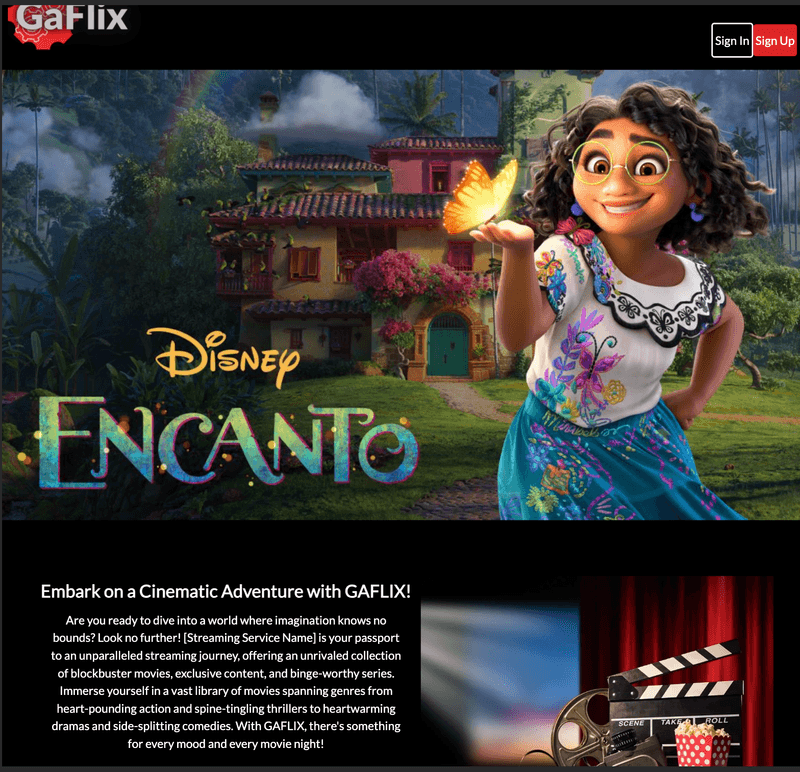 GaFlix
Sign In
Sign Up
DISNEY
ENCANTO
Embark on a Cinematic Adventure with GAFLIX!
Are you ready to dive into a world where imagination knows no
bounds? Look no further! [Streaming Service Name] is your passport
to an unparalleled streaming journey, offering an unrivaled collection
of blockbuster movies, exclusive content, and binge-worthy series.
Immerse yourself in a vast library of movies spanning genres from
heart-pounding action and spine-tingling thrillers to heartwarming
dramas and side-splitting comedies. With GAFLIX, there's something
for every mood and every movie night!
SCENE TAKE ROLL